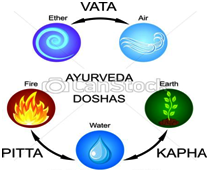 VATA
Ether
Air
AYURVEDA
DOSHAS
Fire
Earth
Water
PITTA
KAPHA